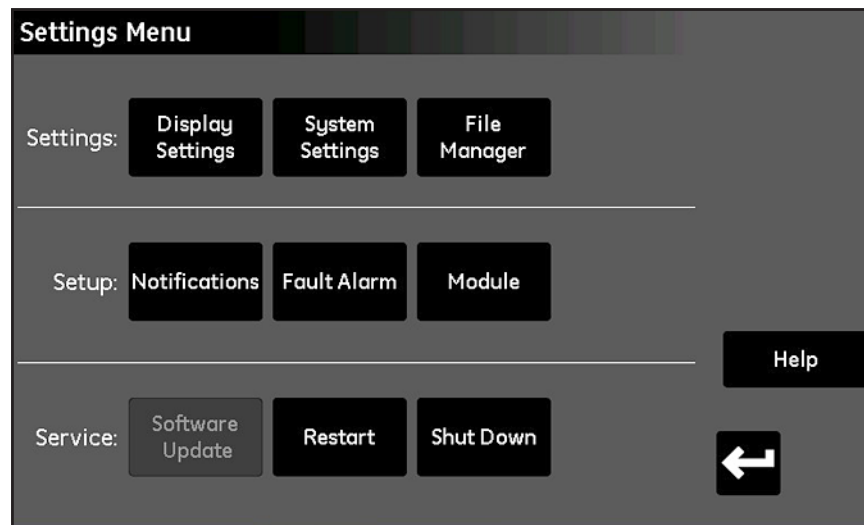 Settings Menu
Settings:
Display
Settings
System
Settings
File
Manager
Setup:
Notifications
Fault Alarm
Module
Help
Service:
Software
Update
Restart
Shut Down